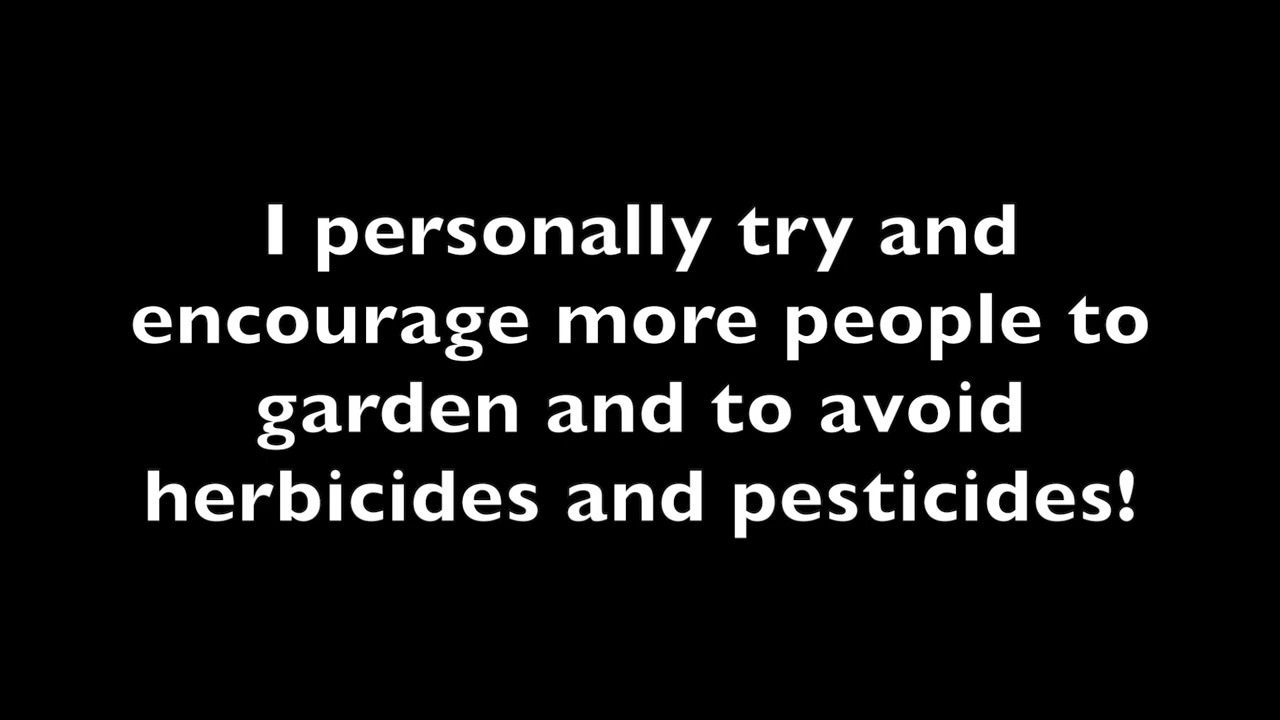 I personally try and
encourage more people to
garden and to avoid
herbicides and pesticides!